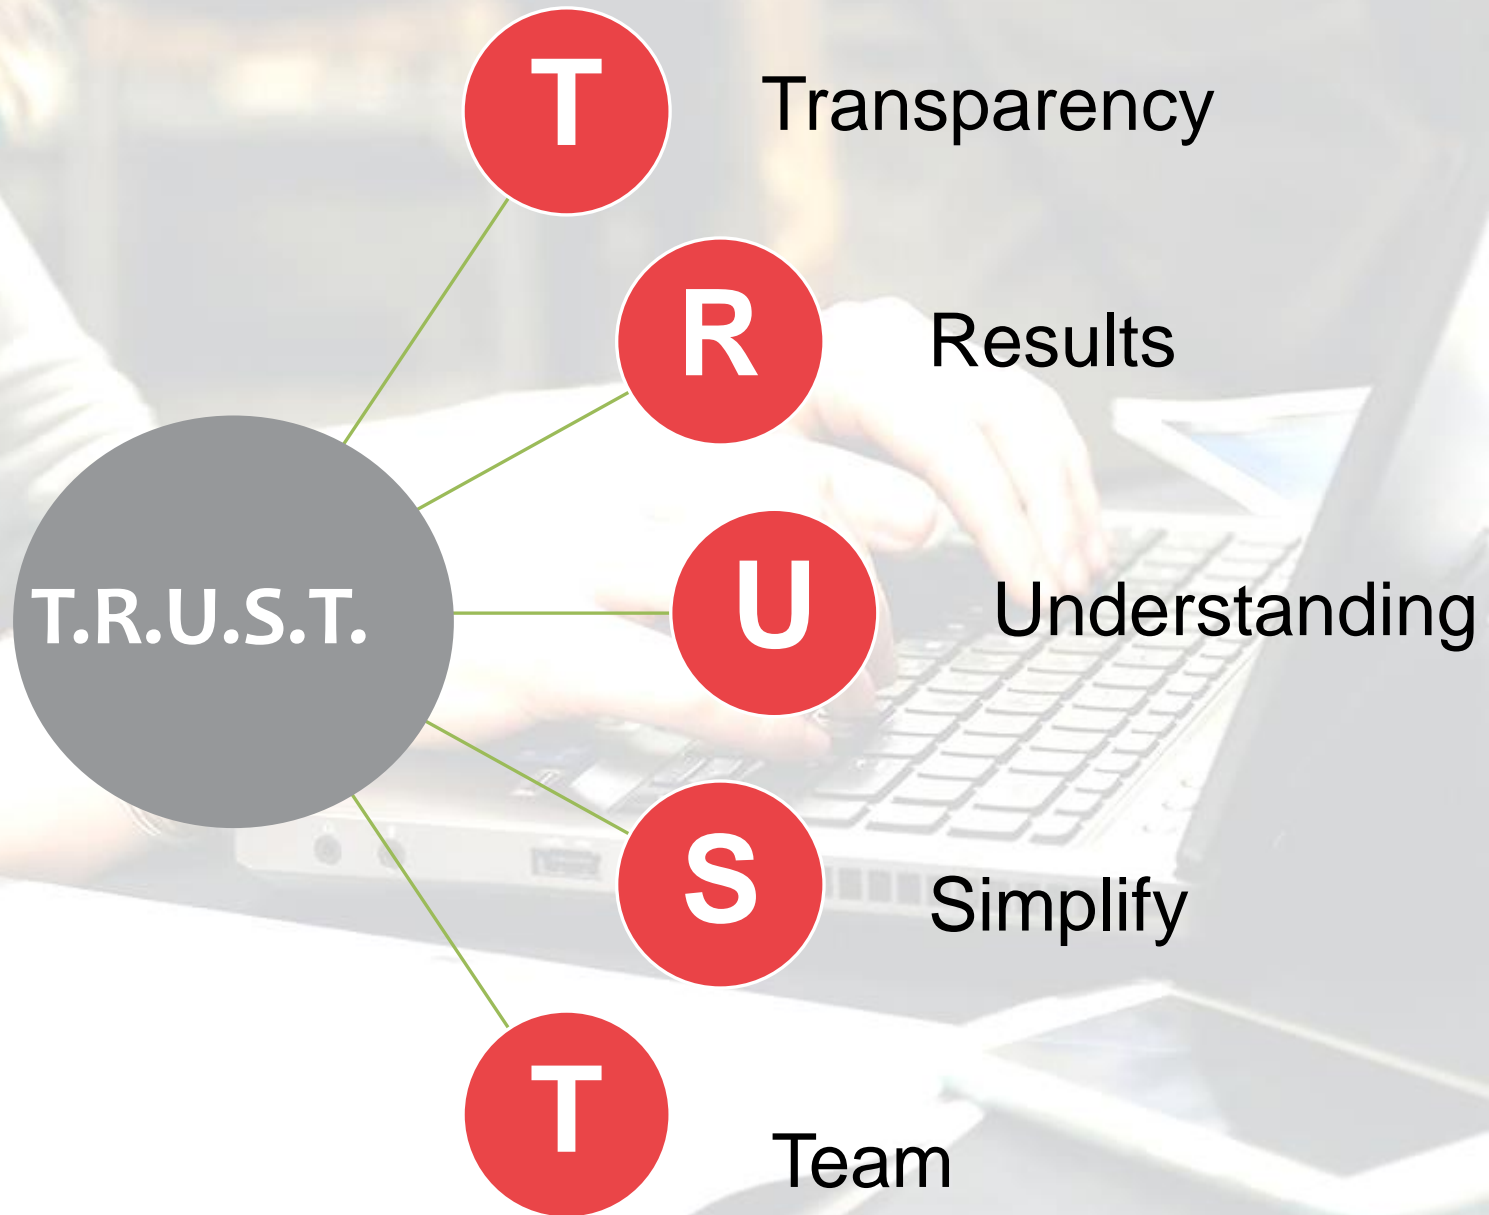 T
Transparency
R
Results
T.R.U.S.T.
U
Understanding
S
Simplify
T
Team